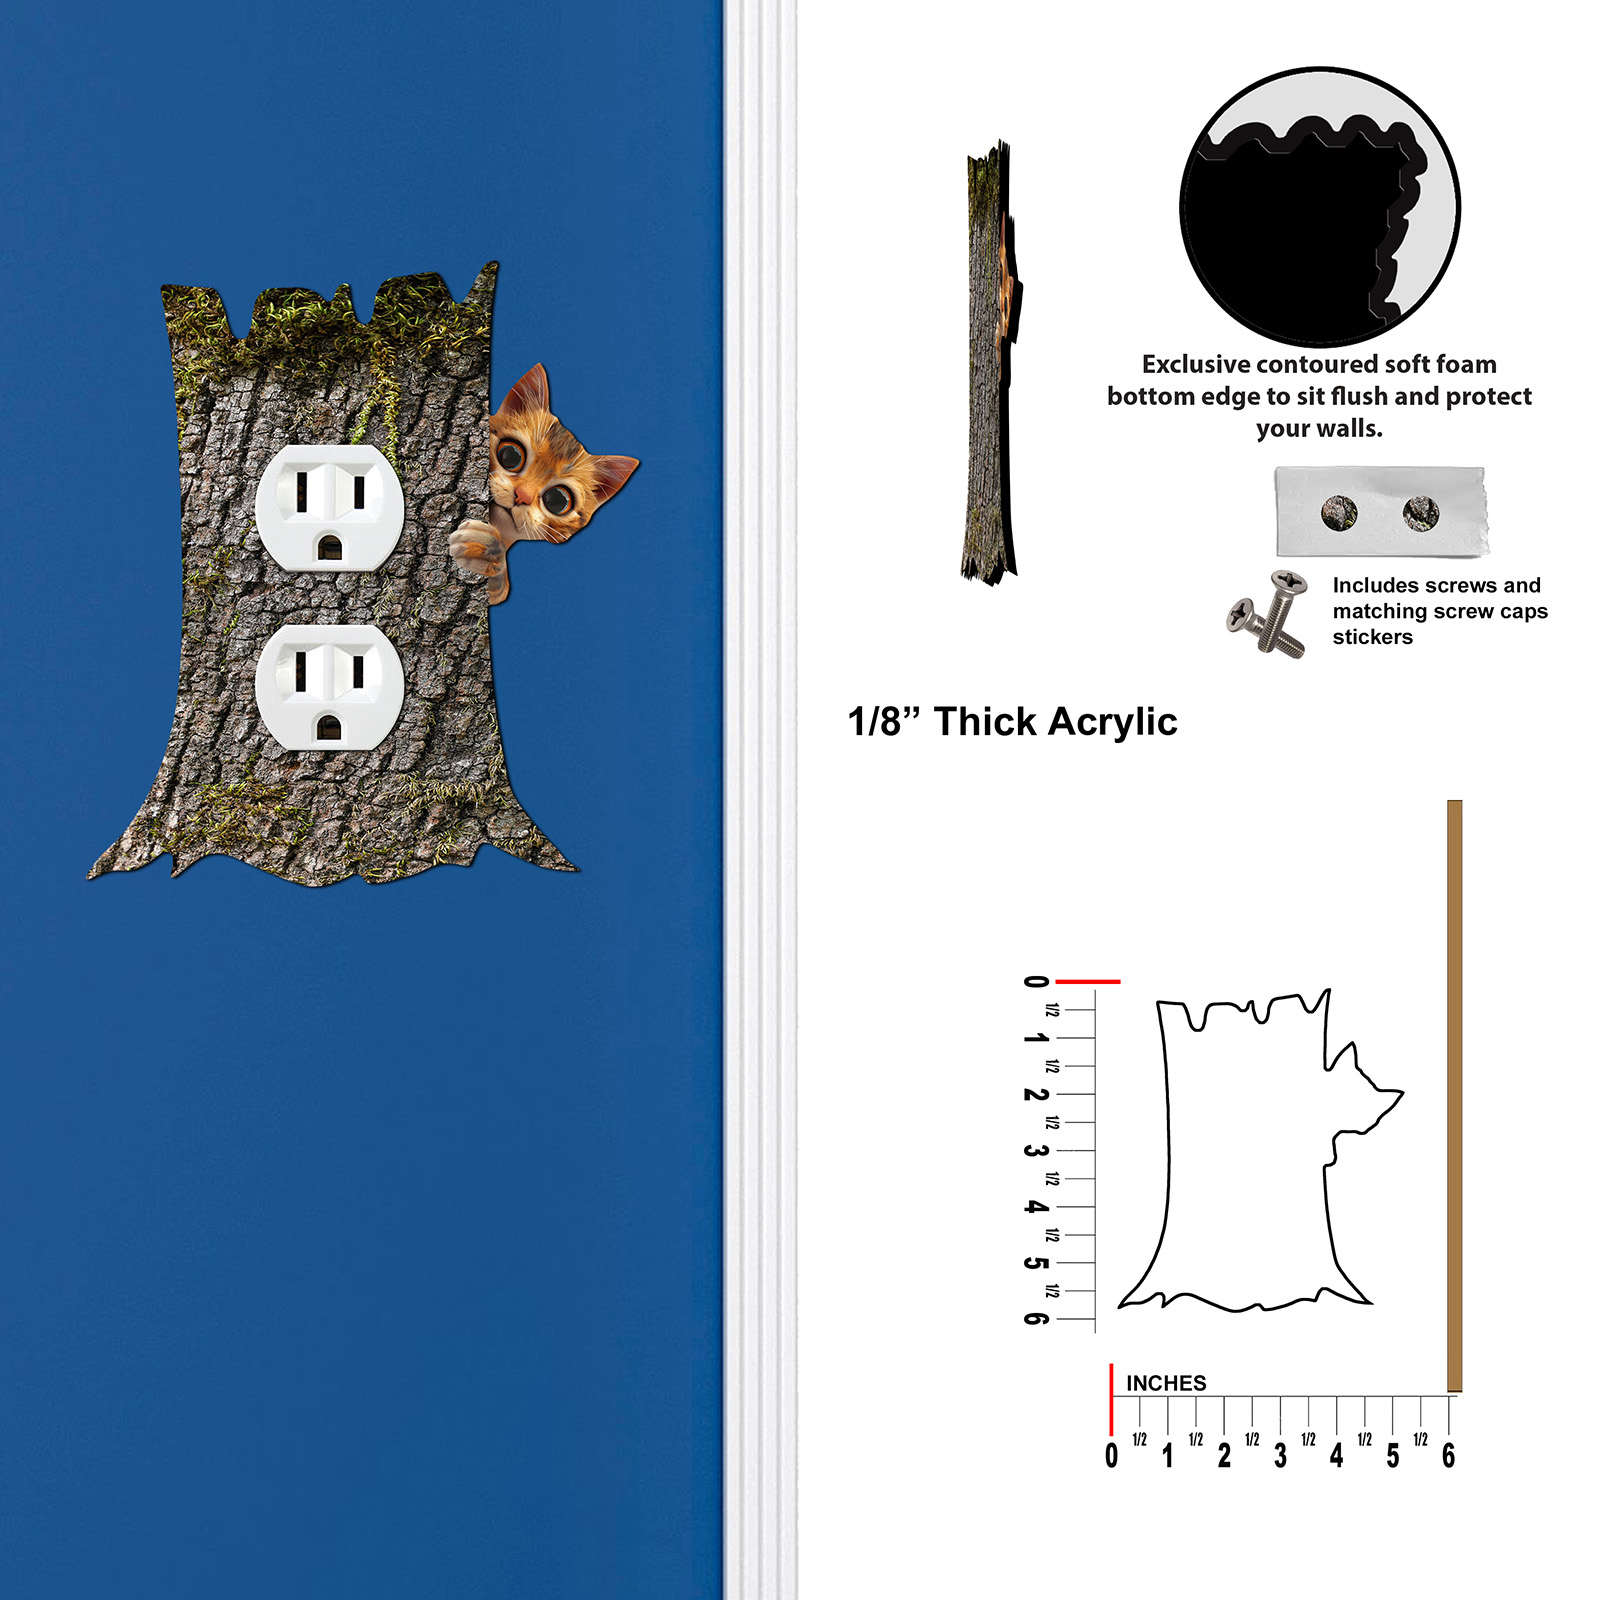 Exclusive contoured soft foam
bottom edge to sit flush and protect
your walls.
Includes screws and
matching screw caps
stickers
1/8” Thick Acrylic
0
1/2
1
1/2
2
1/2
3
1/2
4
1/2
5
1/2
6
INCHES
0 1/2 1 1/2 2 1/2 3 1/2 4 1/2 5 1/2 6